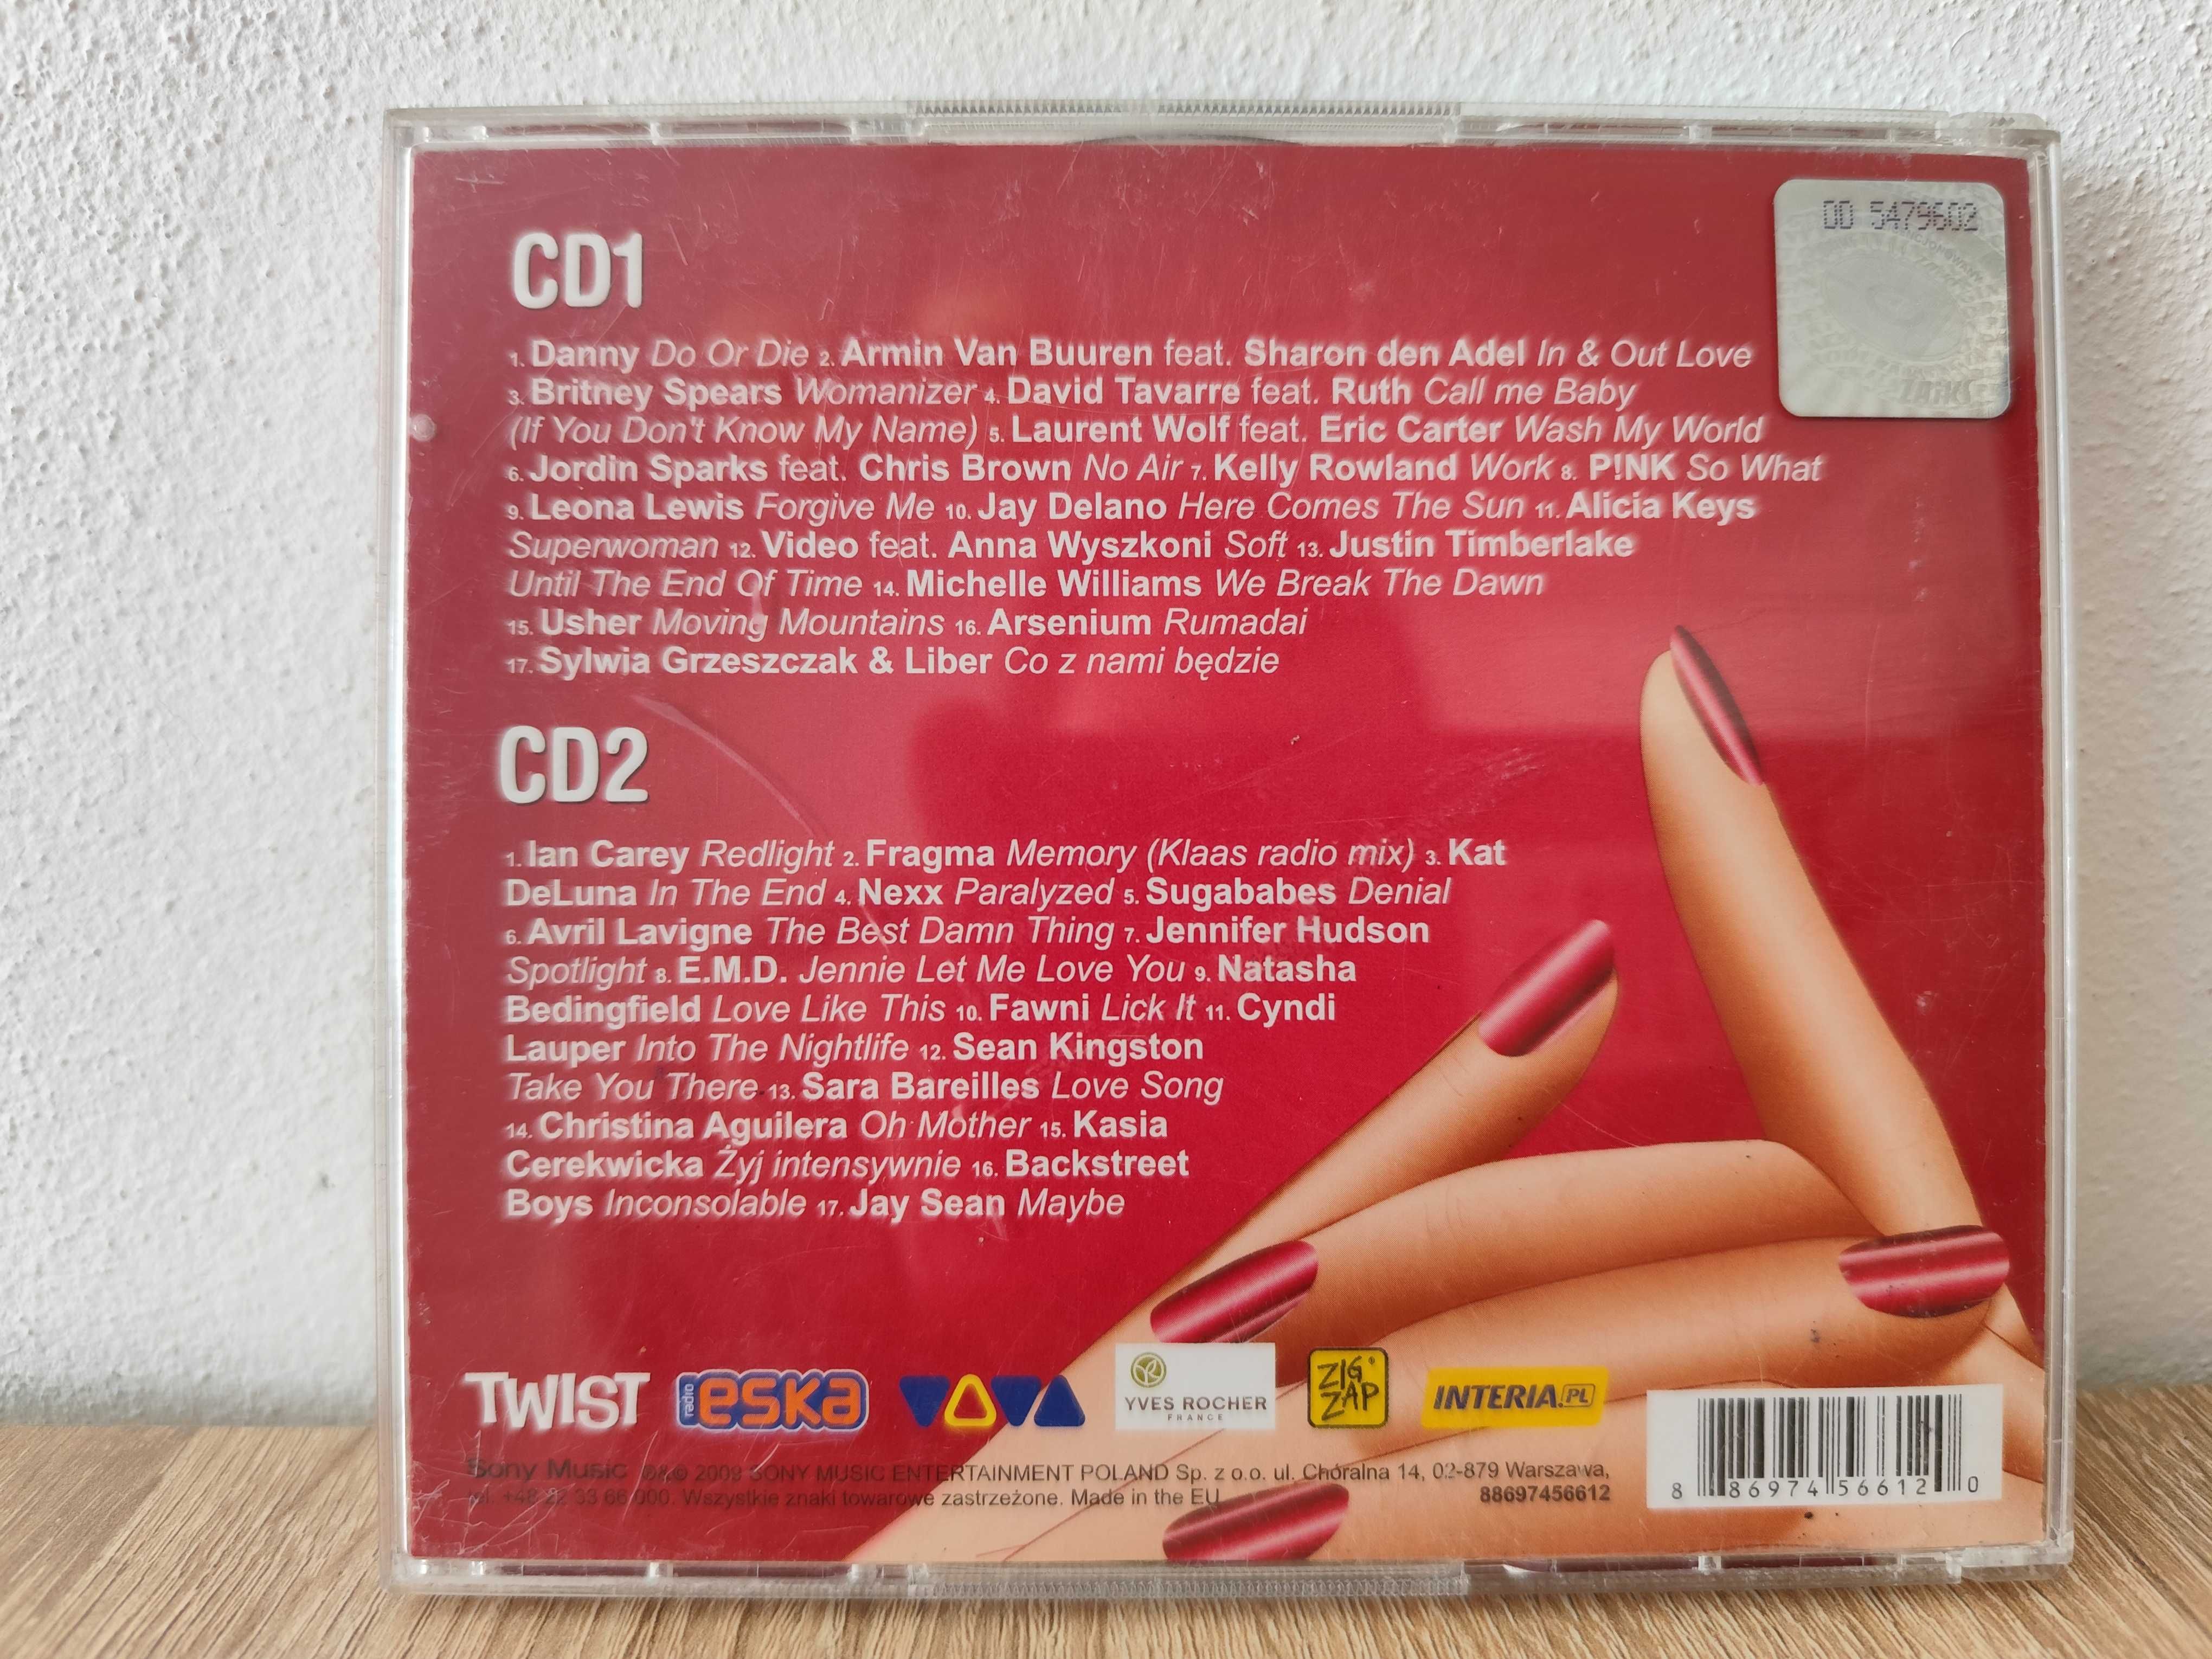 OO 5479602
ZAiKS
CD1
1. Danny Do Or Die 2. Armin Van Buuren feat. Sharon den Adel In & Out Love
3. Britney Spears Womanizer 4. David Tavarre feat. Ruth Call me Baby
(If You Don't Know My Name) 5. Laurent Wolf feat. Eric Carter Wash My World
6. Jordin Sparks feat. Chris Brown No Air 7. Kelly Rowland Work 8. P!NK So What
9. Leona Lewis Forgive Me 10. Jay Delano Here Comes The Sun 11. Alicia Keys
Superwoman 12. Video feat. Anna Wyszkoni Soft 13. Justin Timberlake
Until The End Of Time 14. Michelle Williams We Break The Dawn
15. Usher Moving Mountains 16. Arsenium Rumadai
17. Sylwia Grzeszczak & Liber Co z nami będzie
CD2
1. Ian Carey Redlight 2. Fragma Memory (Klaas radio mix) 3. Kat
DeLuna In The End 4. Nexx Paralyzed 5. Sugababes Denial
6. Avril Lavigne The Best Damn Thing 7. Jennifer Hudson
Spotlight 8. E.M.D. Jennie Let Me Love You 9. Natasha
Bedingfield Love Like This 10. Fawni Lick It 11. Cyndi
Lauper Into The Nightlife 12. Sean Kingston
Take You There 13. Sara Bareilles Love Song
14. Christina Aguilera Oh Mother 15. Kasia
Cerekwicka Żyj intensywnie 16. Backstreet
Boys Inconsolable 17. Jay Sean Maybe
TWIST
radio eska
VIVA
YVES ROCHER
FRANCE
ZIG ZAP
INTERIA.PL
Sony Music ℗&© 2009 SONY MUSIC ENTERTAINMENT POLAND Sp. z o.o. ul. Chóralna 14, 02-879 Warszawa,
tel. +48 22 33 66 000. Wszystkie znaki towarowe zastrzeżone. Made in the EU
88697456612
8 86974 56612 0